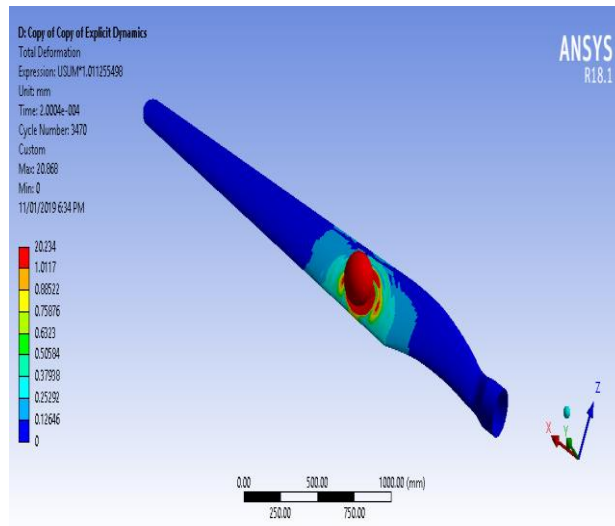 D: Copy of Copy of Explicit Dynamics
Total Deformation
Expression: USUM*1.011255498
Unit: mm
Time: 2.0004e-004
Cycle Number: 3470
Custom
Max: 20.868
Min: 0
11/01/2019 6:34 PM
ANSYS
R18.1
20.234
1.0117
0.88522
0.75876
0.6323
0.50584
0.37938
0.25292
0.12646
0
Z
X
Y
0.00 500.00 1000.00 (mm)
250.00 750.00